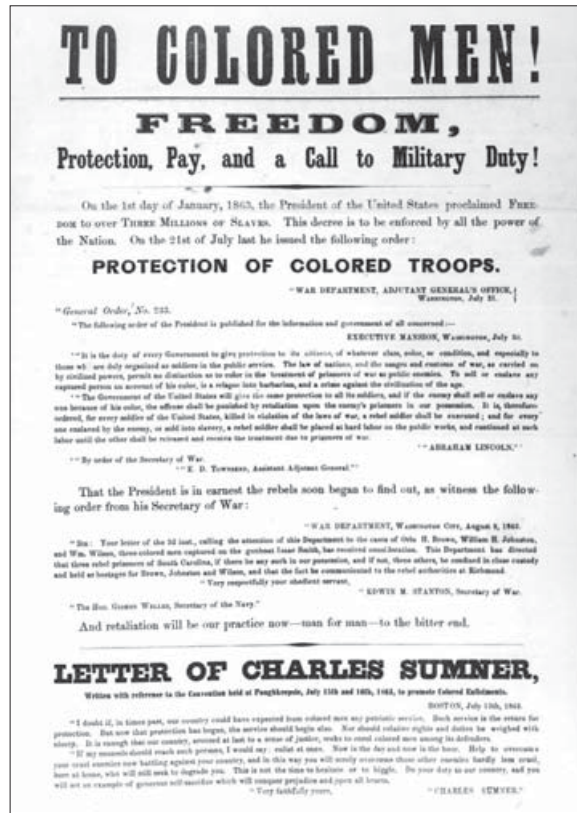 TO COLORED MEN!
FREEDOM,
Protection, Pay, and a Call to Military Duty!
On the 1st day of January, 1863, the President of the United States proclaimed FREE-
DOM to over THREE MILLIONS OF SLAVES. This decree is to be enforced by all the power of
the Nation. On the 21st of July last he issued the following order:
PROTECTION OF COLORED TROOPS.
"WAR DEPARTMENT, ADJUTANT GENERAL'S OFFICE,
Washington, July 21.
"General Order, No. 233.
"The following order of the President is published for the information and government of all concerned:—
EXECUTIVE MANSION, Washington, July 30.
"'It is the duty of every Government to give protection to its citizens, of whatever class, color, or condition, and especially to
those who are duly organized as soldiers in the public service. The law of nations, and the usages and customs of war, as carried on
by civilized powers, permit no distinction as to color in the treatment of prisoners of war as public enemies. To sell or enslave any
captured person on account of his color, is a relapse into barbarism, and a crime against the civilization of the age.
"'The Government of the United States will give the same protection to all its soldiers, and if the enemy shall sell or enslave any
one because of his color, the offense shall be punished by retaliation upon the enemy's prisoners in our possession. It is, therefore
ordered, for every soldier of the United States, killed in violation of the laws of war, a rebel soldier shall be executed; and for every
one enslaved by the enemy, or sold into slavery, a rebel soldier shall be placed at hard labor on the public works, and continued at such
labor until the other shall be released and receive the treatment due to prisoners of war.
"'ABRAHAM LINCOLN.'
"'By order of the Secretary of War.
"'E. D. Townsend, Assistant Adjutant General.'"
That the President is in earnest the rebels soon began to find out, as witness the follow-
ing order from his Secretary of War:
"WAR DEPARTMENT, Washington City, August 8, 1863.
"Sir: Your letter of the 3d inst., calling the attention of this Department to the cases of Orin H. Brown, William H. Johnston,
and Wm. Wilson, three colored men captured on the gunboat Isaac Smith, has received consideration. This Department has directed
that three rebel prisoners of South Carolina, if there be any such in our possession, and if not, three others, be confined in close custody
and held as hostages for Brown, Johnston and Wilson, and that the fact be communicated to the rebel authorities at Richmond.
"Very respectfully your obedient servant,
"EDWIN M. STANTON, Secretary of War.
"The Hon. Gideon Welles, Secretary of the Navy."
And retaliation will be our practice now—man for man—to the bitter end.
LETTER OF CHARLES SUMNER,
Written with reference to the Convention held at Poughkeepsie, July 15th and 16th, 1863, to promote Colored Enlistments.
BOSTON, July 13th, 1863.
"I doubt if, in times past, our country could have expected from colored men any patriotic service. Such service is the return for
protection. But now that protection has begun, the service should begin also. Nor should relative rights and duties be weighed with
nicety. It is enough that our country, aroused at last to a sense of justice, seeks to enrol colored men among its defenders.
"If my counsels should reach such persons, I would say: enlist at once. Now is the day and now is the hour. Help to overcome
your cruel enemies now battling against your country, and in this way you will surely overcome those other enemies hardly less cruel,
here at home, who will still seek to degrade you. This is not the time to hesitate or to higgle. Do your duty to our country, and you
will set an example of generous self-sacrifice which will conquer prejudice and open all hearts.
"Very faithfully yours,
"CHARLES SUMNER."